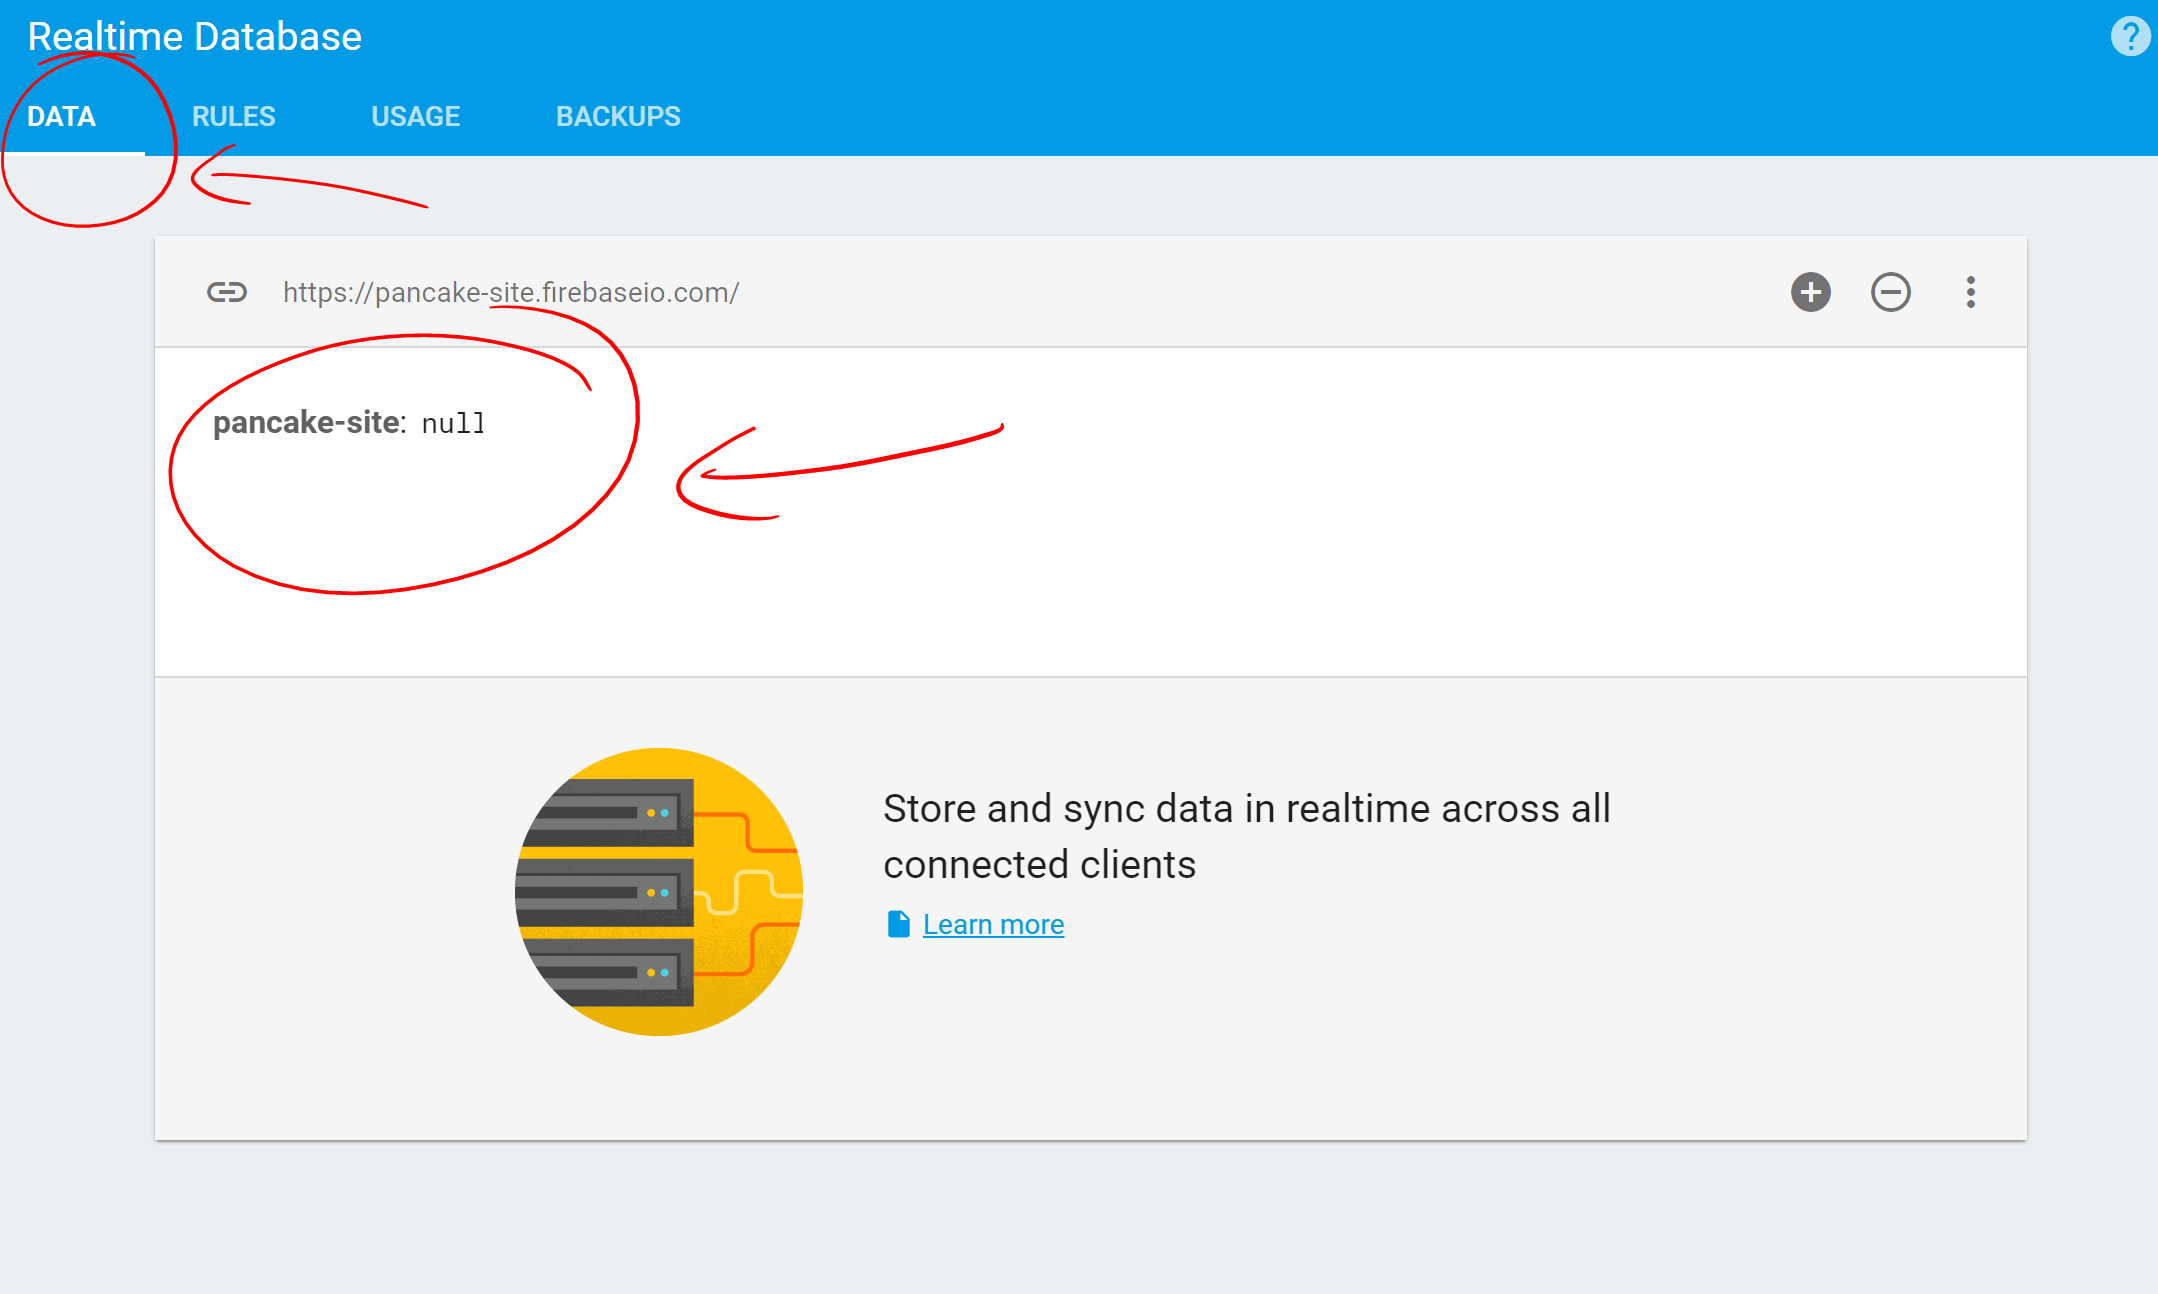 Realtime Database
?
DATA RULES USAGE BACKUPS
https://pancake-site.firebaseio.com/
pancake-site: null
Store and sync data in realtime across all
connected clients
Learn more